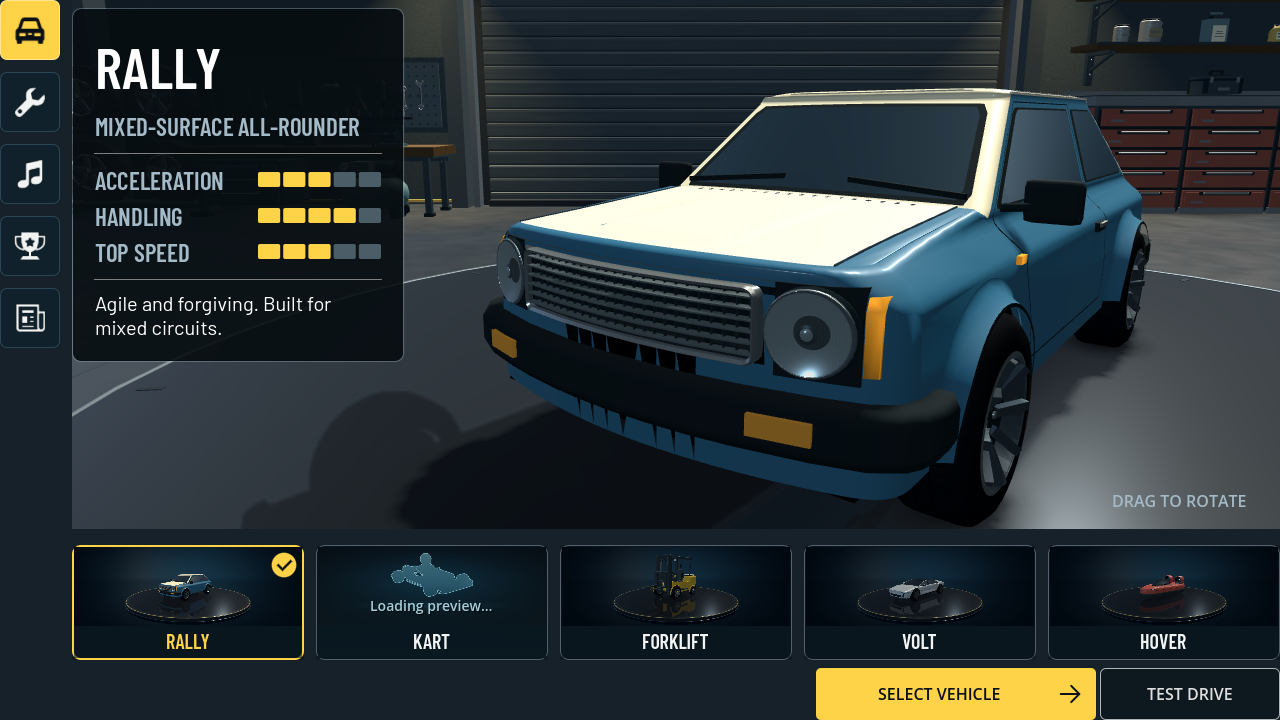 RALLY
MIXED-SURFACE ALL-ROUNDER
ACCELERATION
HANDLING
TOP SPEED
Agile and forgiving. Built for
mixed circuits.
DRAG TO ROTATE
Loading preview...
RALLY
KART
FORKLIFT
VOLT
HOVER
SELECT VEHICLE
TEST DRIVE